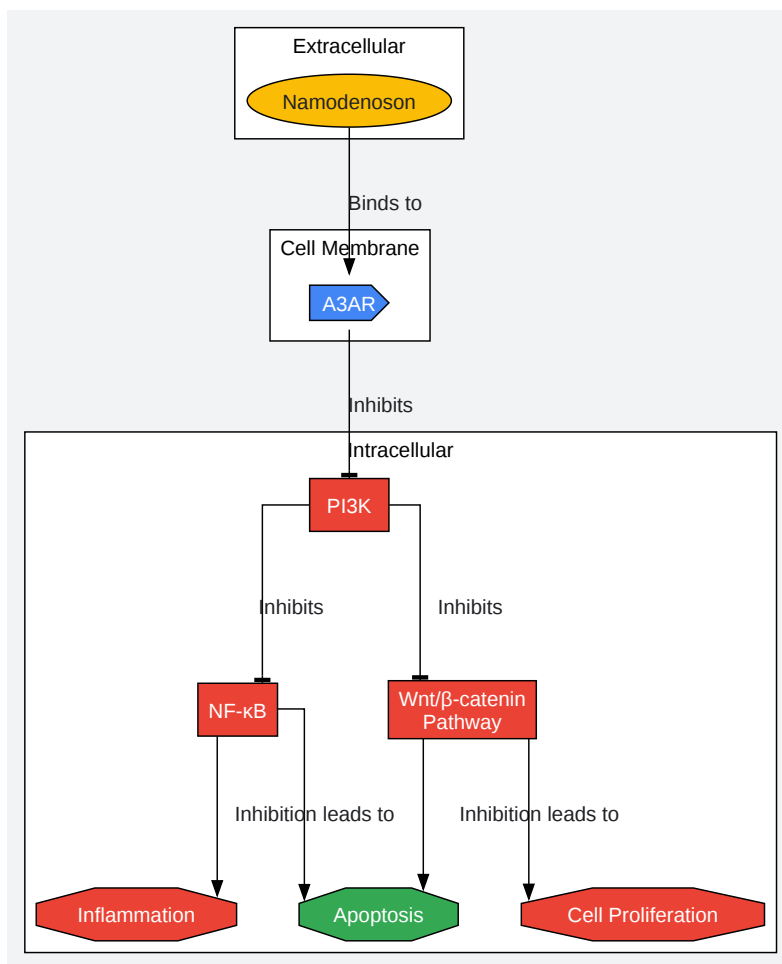 Extracellular
Namodenoson
Binds to
Cell Membrane
A3AR
Inhibits
Intracellular
PI3K
Inhibits
Inhibits
NF-κB
Wnt/β-catenin
Pathway
Inhibition leads to
Inhibition leads to
Inflammation
Apoptosis
Cell Proliferation